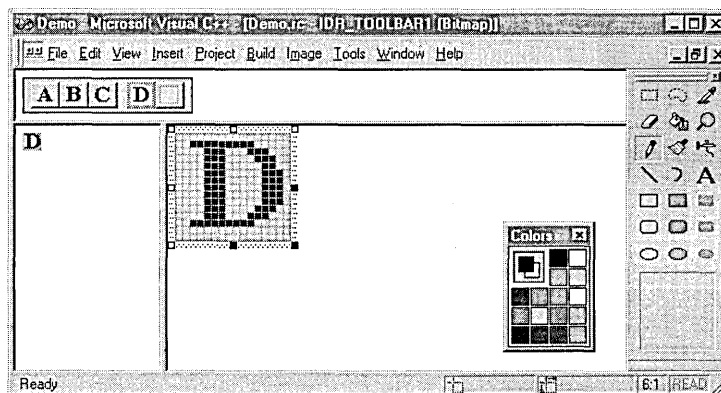 Demo - Microsoft Visual C++ - [Demo.rc - IDR_TOOLBAR1 (Bitmap)]
File Edit View Insert Project Build Image Tools Window Help
A B C D
D
D
A
Colors
Ready
6:1 READ